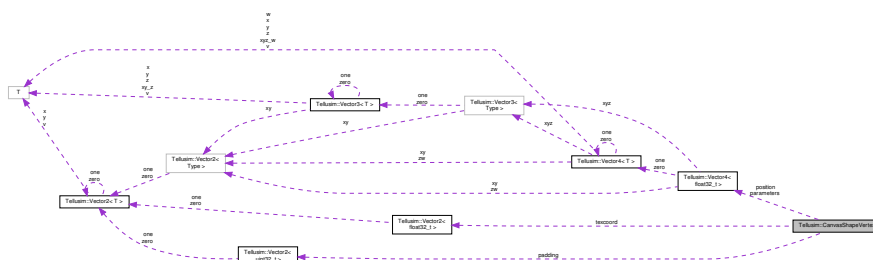 w
x
y
z
xyz_w
v
x
y
z
xy_z
v
T
x
y
v
one
zero
Tellusim::Vector3< T >
one
zero
Tellusim::Vector3<
Type >
xy
xy
xyz
xyz
one
zero
Tellusim::Vector4< T >
xy
zw
Tellusim::Vector2<
Type >
one
zero
one
zero
Tellusim::Vector2< T >
one
zero
Tellusim::Vector4<
float32_t >
xy
zw
position
parameters
one
zero
Tellusim::Vector2<
float32_t >
texcoord
Tellusim::CanvasShapeVertex
one
zero
Tellusim::Vector2<
uint32_t >
padding